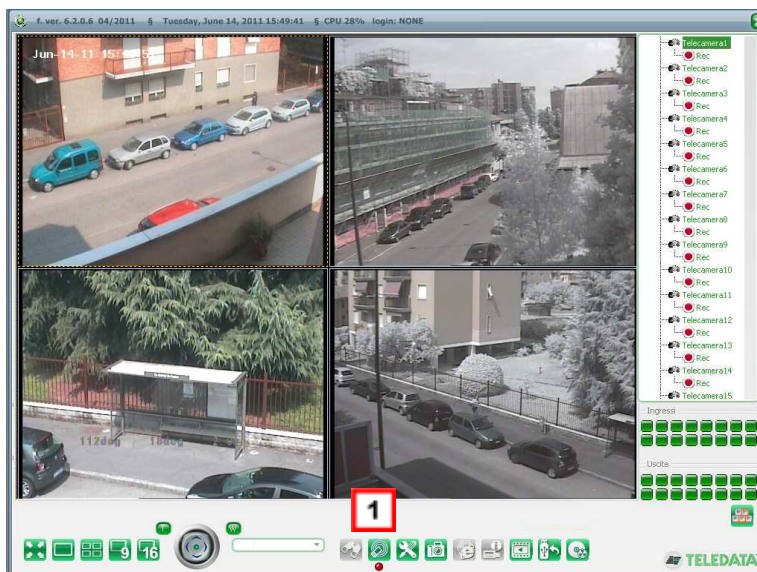 f. ver. 6.2.0.6 04/2011 § Tuesday, June 14, 2011 15:49:41 § CPU 28% login: NONE
Telecamera1
Rec
Telecamera2
Rec
Telecamera3
Rec
Telecamera4
Rec
Telecamera5
Rec
Telecamera6
Rec
Telecamera7
Rec
Telecamera8
Rec
Telecamera9
Rec
Telecamera10
Rec
Telecamera11
Rec
Telecamera12
Rec
Telecamera13
Rec
Telecamera14
Rec
Telecamera15
Jun-14-11
112deg 18deg
Ingressi
Uscite
1
T
W
9
16
TELEDATA